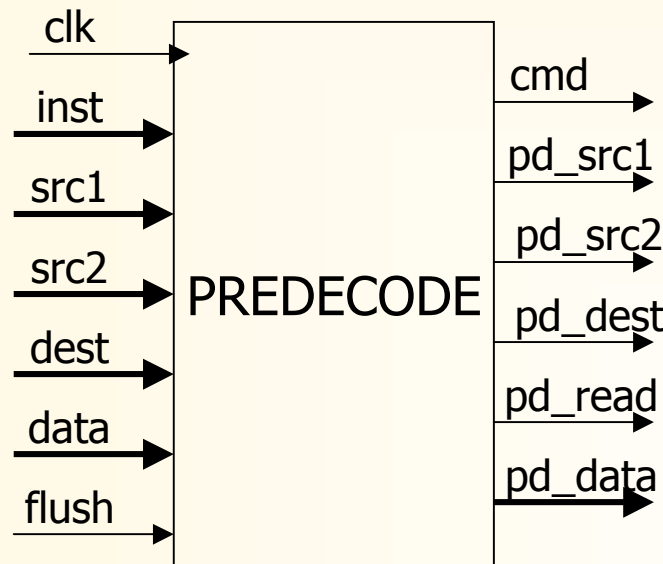 clk
inst
src1
src2
dest
data
flush
PREDECODE
cmd
pd_src1
pd_src2
pd_dest
pd_read
pd_data